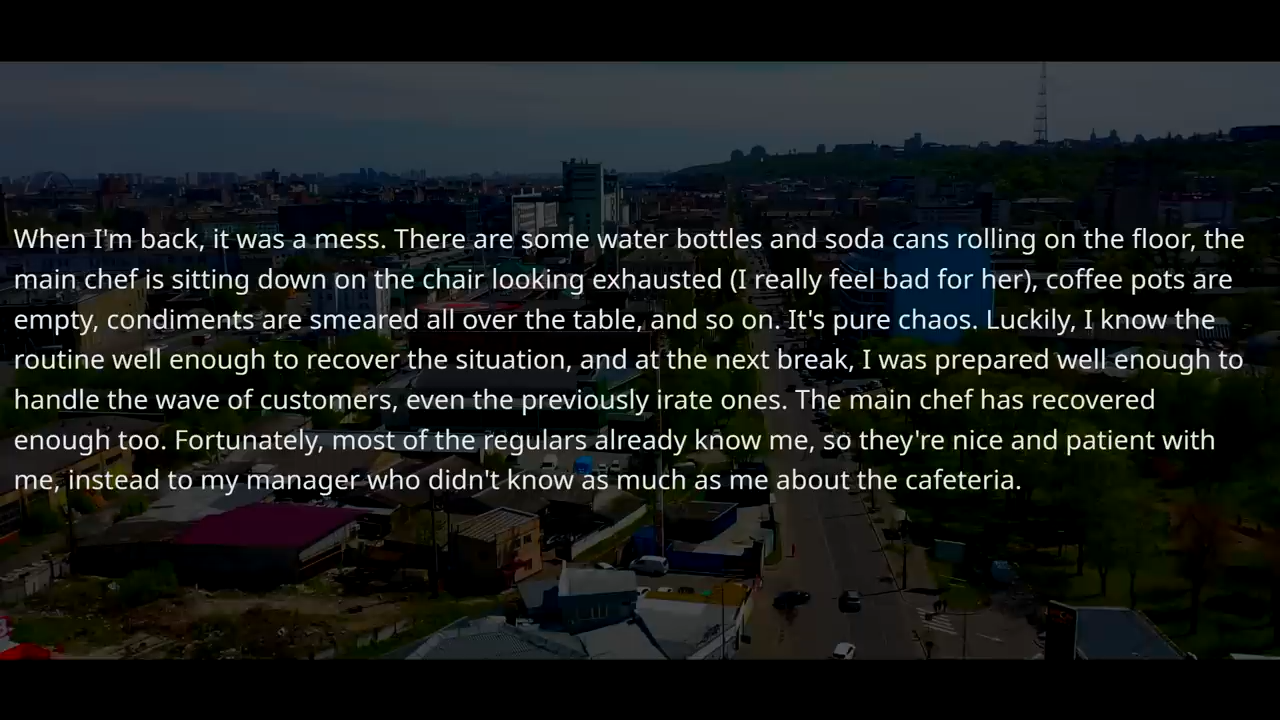 When I'm back, it was a mess. There are some water bottles and soda cans rolling on the floor, the
main chef is sitting down on the chair looking exhausted (I really feel bad for her), coffee pots are
empty, condiments are smeared all over the table, and so on. It's pure chaos. Luckily, I know the
routine well enough to recover the situation, and at the next break, I was prepared well enough to
handle the wave of customers, even the previously irate ones. The main chef has recovered
enough too. Fortunately, most of the regulars already know me, so they're nice and patient with
me, instead to my manager who didn't know as much as me about the cafeteria.